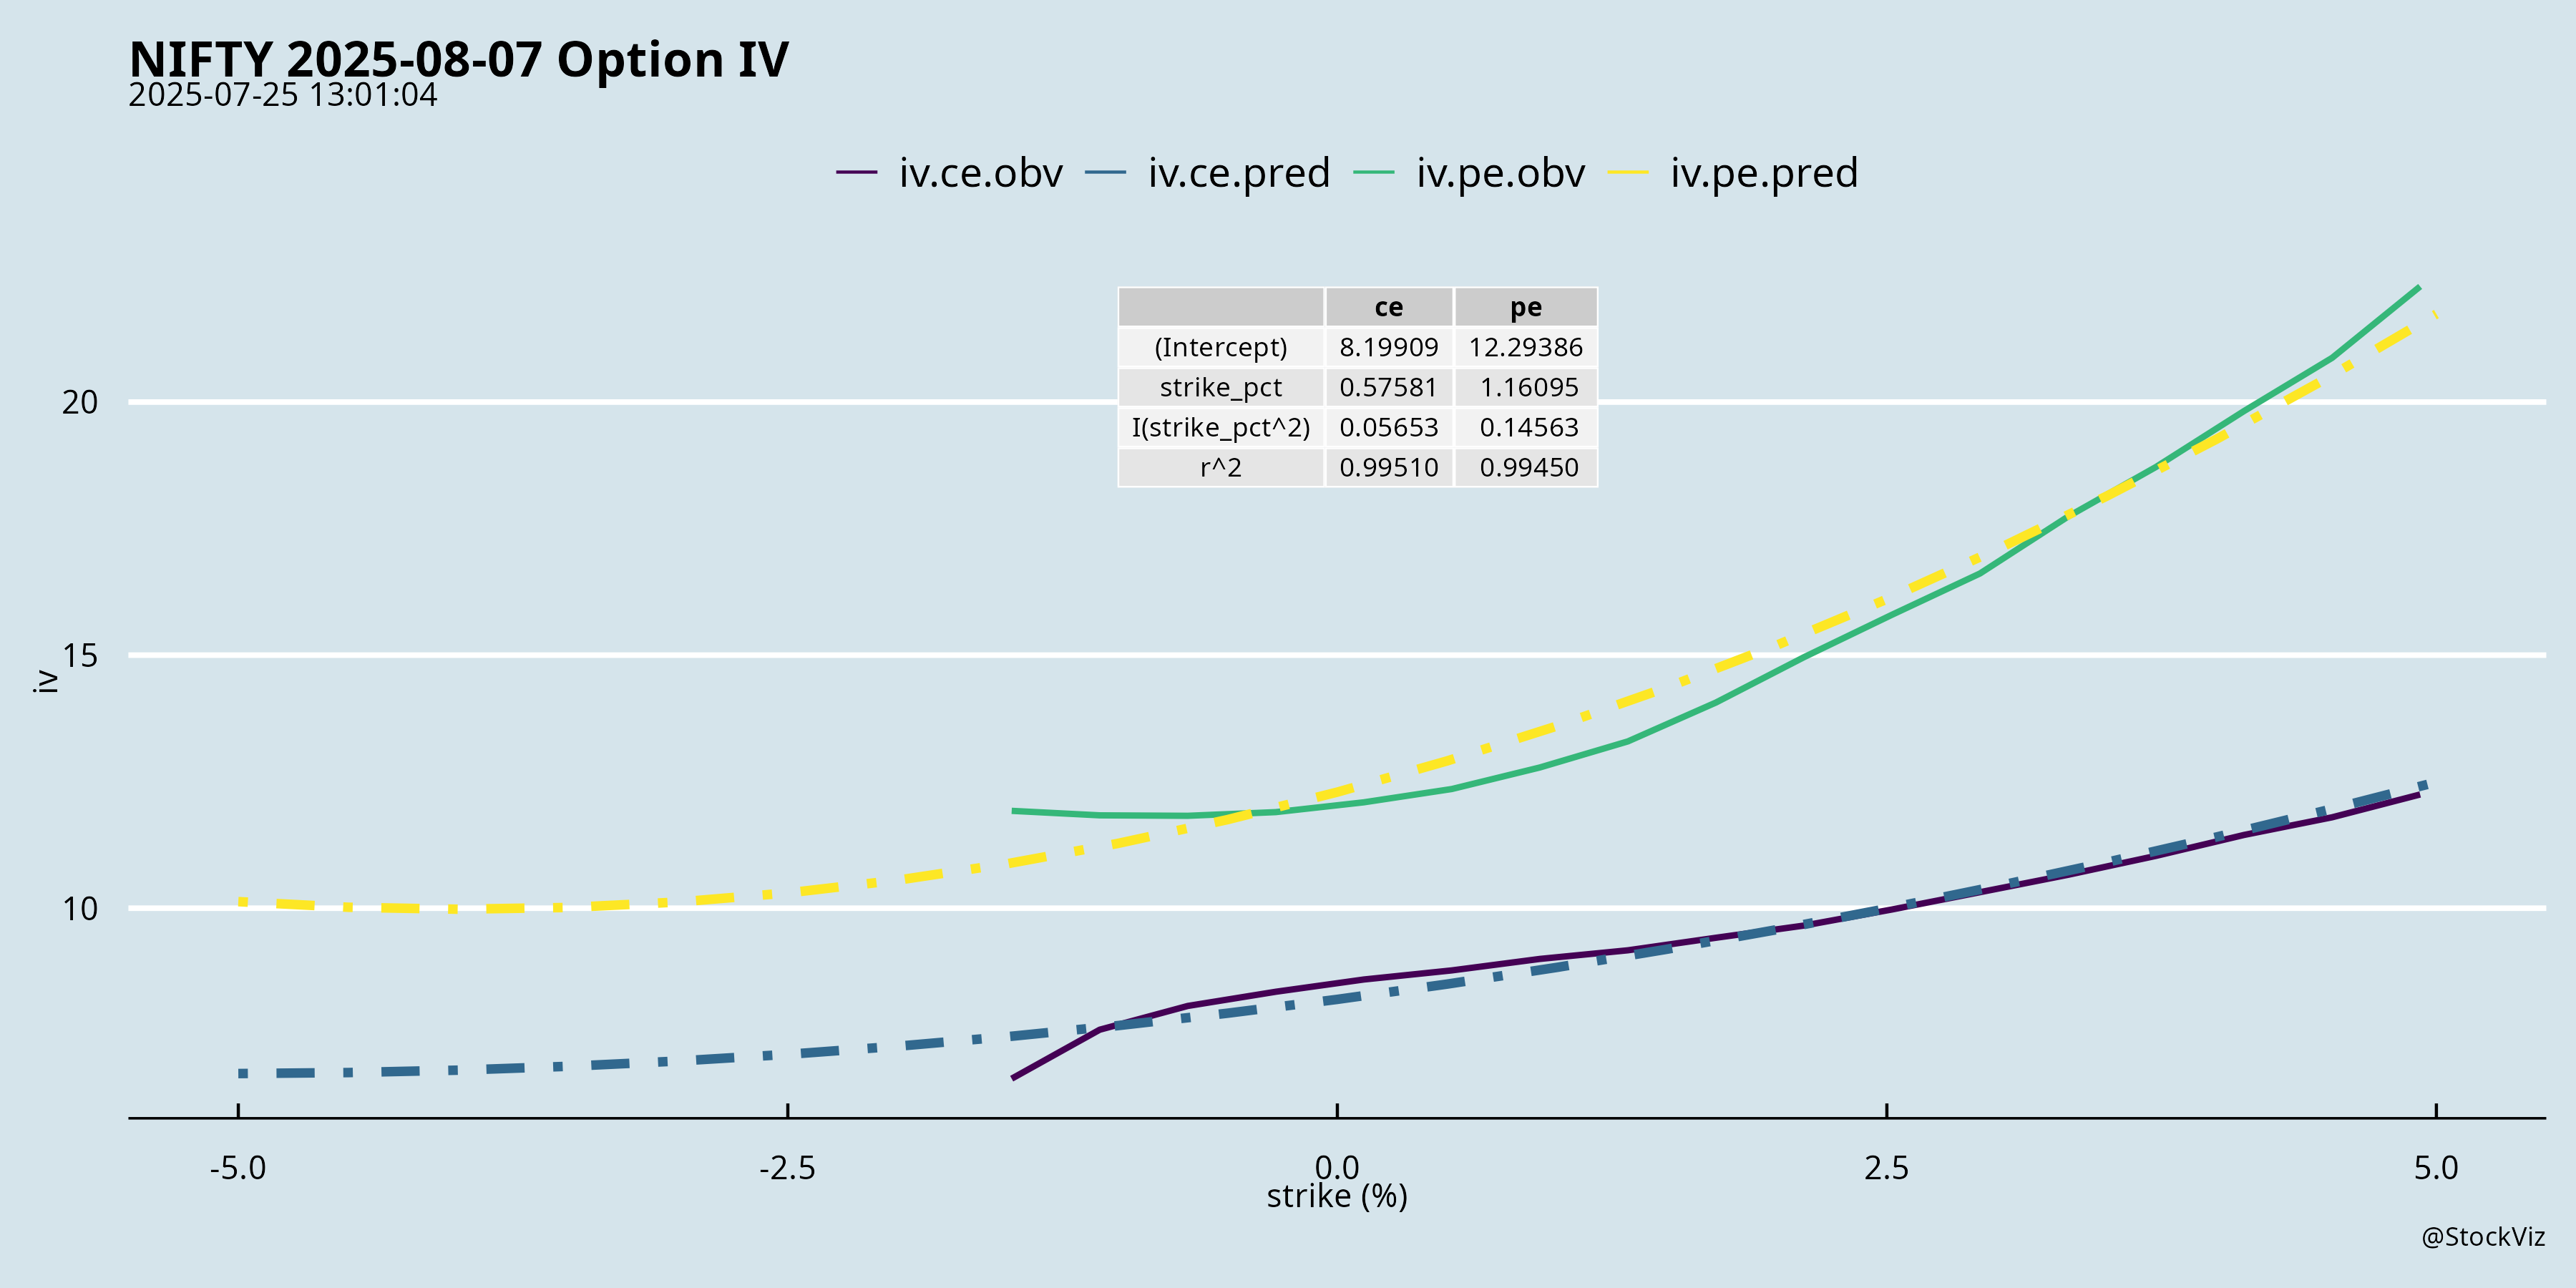 NIFTY 2025-08-07 Option IV
2025-07-25 13:01:04
iv.ce.obv iv.ce.pred iv.pe.obv iv.pe.pred
ce pe
(Intercept) 8.19909 12.29386
strike_pct 0.57581 1.16095
I(strike_pct^2) 0.05653 0.14563
r^2 0.99510 0.99450
20
15
10
iv
-5.0 -2.5 0.0 2.5 5.0
strike (%)
@StockViz